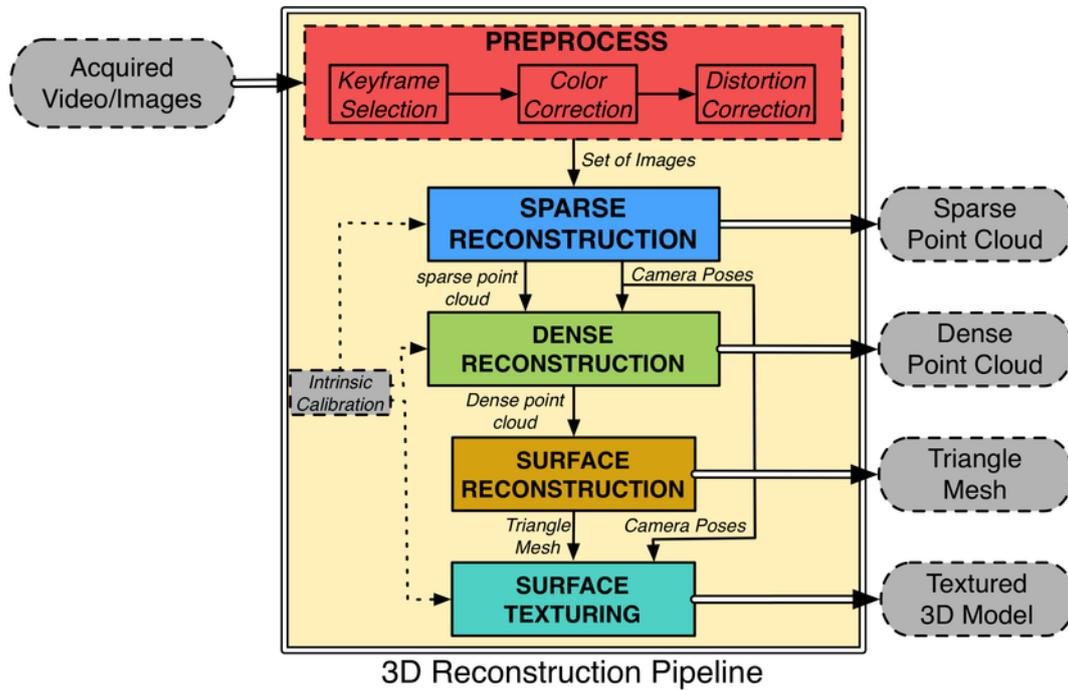 Acquired
Video/Images
PREPROCESS
Keyframe
Selection
Color
Correction
Distortion
Correction
Set of Images
SPARSE
RECONSTRUCTION
Sparse
Point Cloud
sparse point
cloud
Camera Poses
DENSE
RECONSTRUCTION
Dense
Point Cloud
Intrinsic
Calibration
Dense point
cloud
SURFACE
RECONSTRUCTION
Triangle
Mesh
Triangle
Mesh
Camera Poses
SURFACE
TEXTURING
Textured
3D Model
3D Reconstruction Pipeline